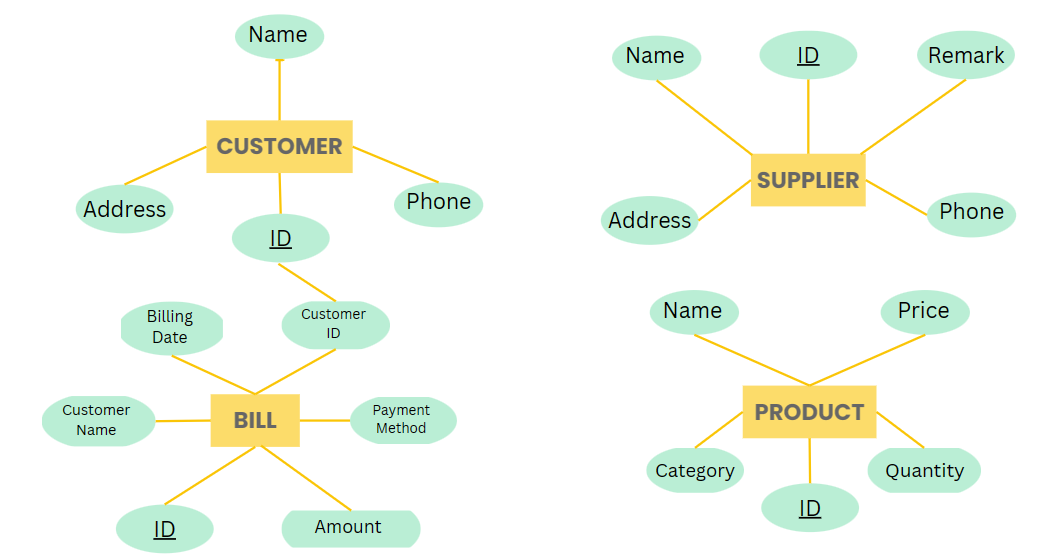 Name
CUSTOMER
Address
Phone
ID
Billing
Date
Customer
ID
Customer
Name
BILL
Payment
Method
ID
Amount
Name
ID
Remark
SUPPLIER
Address
Phone
Name
Price
PRODUCT
Category
Quantity
ID